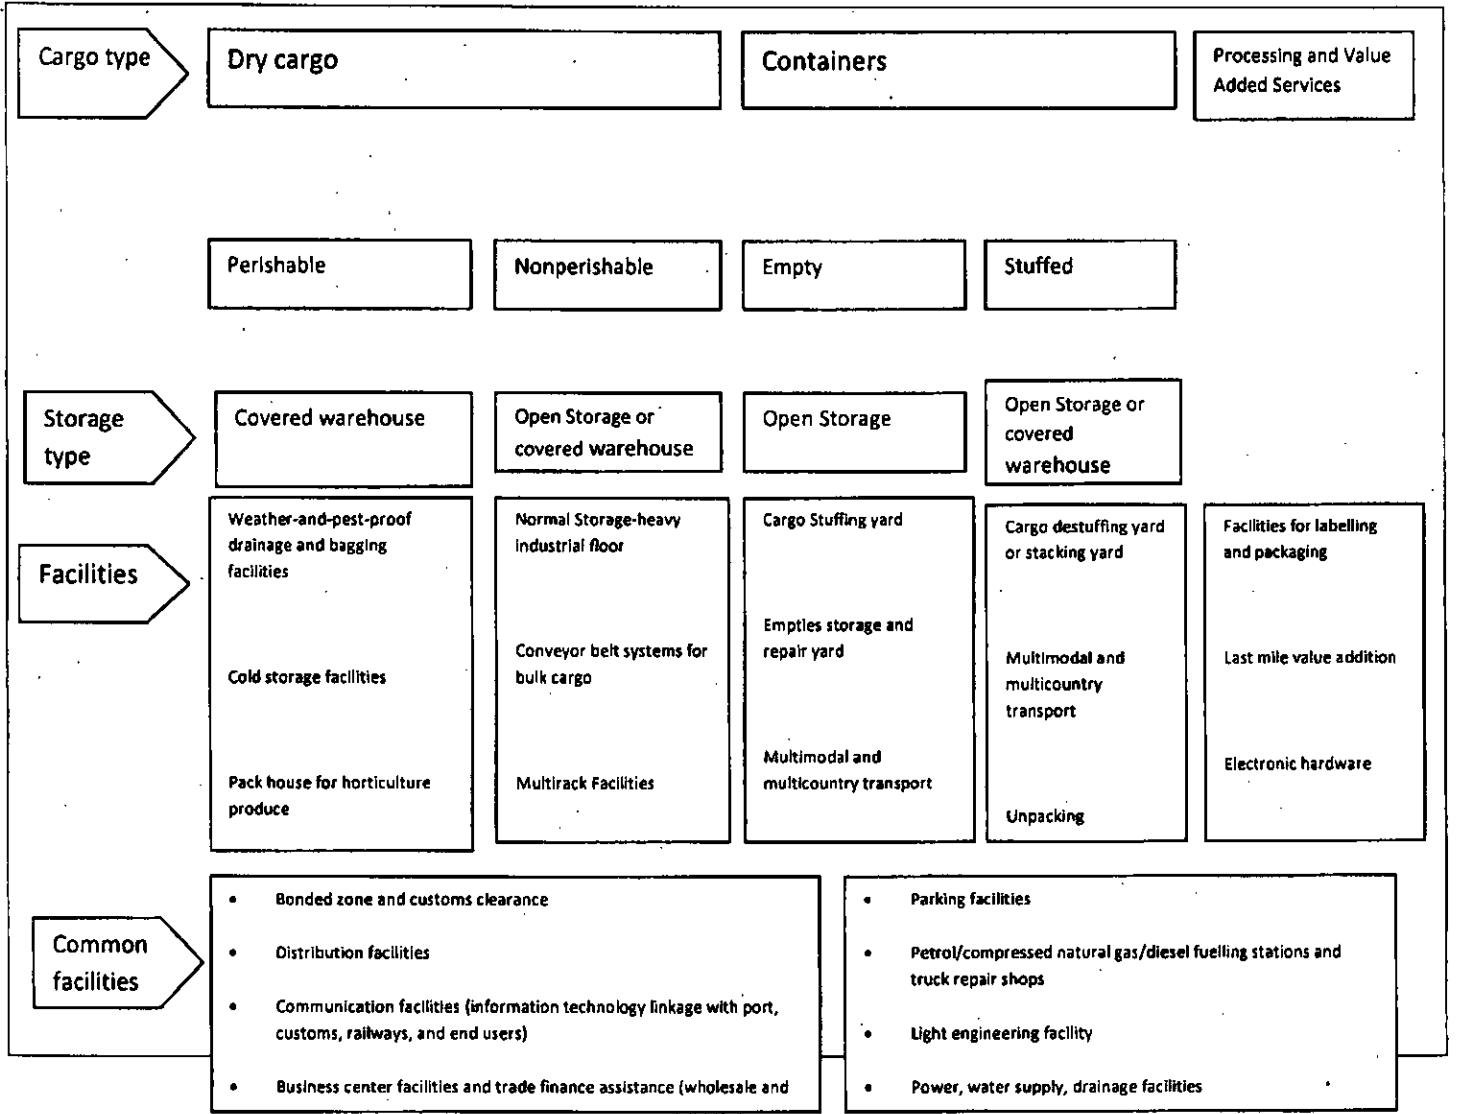 Cargo type
Dry cargo
Containers
Processing and Value
Added Services
Perishable
Nonperishable
Empty
Stuffed
Storage
type
Covered warehouse
Open Storage or
covered warehouse
Open Storage
Open Storage or
covered
warehouse
Facilities
Weather-and-pest-proof
drainage and bagging
facilities
Cold storage facilities
Pack house for horticulture
produce
Normal Storage-heavy
industrial floor
Conveyor belt systems for
bulk cargo
Multirack Facilities
Cargo Stuffing yard
Empties storage and
repair yard
Multimodal and
multicountry transport
Cargo destuffing yard
or stacking yard
Multimodal and
multicountry
transport
Unpacking
Facilities for labelling
and packaging
Last mile value addition
Electronic hardware
Common
facilities
• Bonded zone and customs clearance
• Distribution facilities
• Communication facilities (information technology linkage with port,
customs, railways, and end users)
• Business center facilities and trade finance assistance (wholesale and
• Parking facilities
• Petrol/compressed natural gas/diesel fuelling stations and
truck repair shops
• Light engineering facility
• Power, water supply, drainage facilities